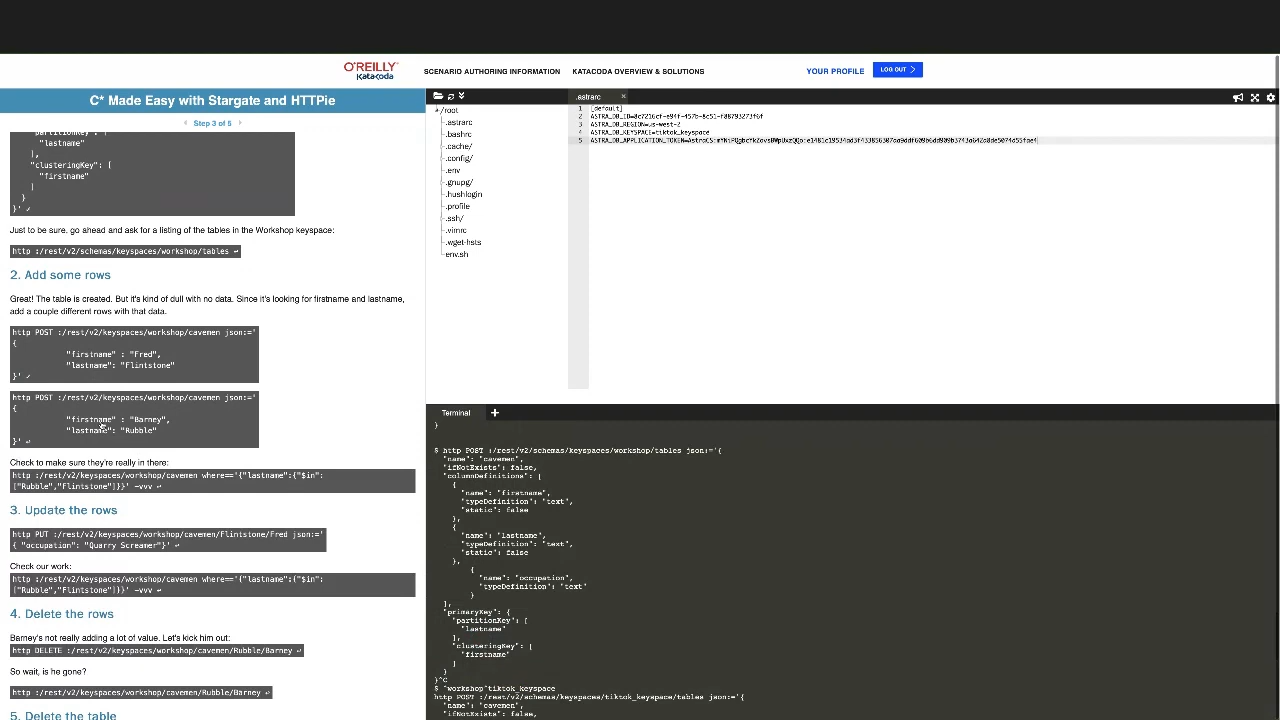 O'REILLY
Katacoda
SCENARIO AUTHORING INFORMATION
KATACODA OVERVIEW & SOLUTIONS
YOUR PROFILE
LOG OUT
C* Made Easy with Stargate and HTTPie
Step 3 of 5
partitionKey": [
"lastname"
],
"clusteringKey": [
"firstname"
]
}
}' ↵
Just to be sure. go ahead and ask for a listing of the tables in the Workshop keyspace:
http :/rest/v2/schemas/keyspaces/workshop/tables ↵
2. Add some rows
Great! The table is created. But it's kind of dull with no data. Since it's looking for firstname and lastname,
add a couple different rows with that data.
http POST :/rest/v2/keyspaces/workshop/cavemen json:='
{
"firstname" : "Fred",
"lastname": "Flintstone"
}' ↵
http POST :/rest/v2/keyspaces/workshop/cavemen json:='
{
"firstname" : "Barney",
"lastname": "Rubble"
}' ↵
Check to make sure they're really in there:
http :/rest/v2/keyspaces/workshop/cavemen where=='{"lastname":{"$in":
["Rubble","Flintstone"]}}' -vvv ↵
3. Update the rows
http PUT :/rest/v2/keyspaces/workshop/cavemen/Flintstone/Fred json:='
{ "occupation": "Quarry Screamer"}' ↵
Check our work:
http :/rest/v2/keyspaces/workshop/cavemen where=='{"lastname":{"$in":
["Rubble","Flintstone"]}}' -vvv ↵
4. Delete the rows
Barney's not really adding a lot of value. Let's kick him out:
http DELETE :/rest/v2/keyspaces/workshop/cavemen/Rubble/Barney ↵
So wait, is he gone?
http :/rest/v2/keyspaces/workshop/cavemen/Rubble/Barney ↵
5. Delete the table
/root
.astrarc
.bashrc
.cache/
.config/
.env
.gnupg/
.hushlogin
.profile
.ssh/
.vimrc
.wget-hsts
env.sh
.astrarc
1 [default]
2 ASTRA_DB_ID=
3 ASTRA_DB_REGION=us-west-2
4 ASTRA_DB_KEYSPACE=tiktok_keyspace
5 ASTRA_DB_APPLICATION_TOKEN=
Terminal
}
$ http POST :/rest/v2/schemas/keyspaces/workshop/tables json:='{
"name": "cavemen",
"ifNotExists": false,
"columnDefinitions": [
{
"name": "firstname",
"typeDefinition": "text",
"static": false
},
{
"name": "lastname",
"typeDefinition": "text",
"static": false
},
{
"name": "occupation",
"typeDefinition": "text"
}
],
"primaryKey": {
"partitionKey": [
"lastname"
],
"clusteringKey": [
"firstname"
]
}
}^C
$ ^workshop^tiktok_keyspace
http POST :/rest/v2/schemas/keyspaces/tiktok_keyspace/tables json:='{
"name": "cavemen",
"ifNotExists": false,